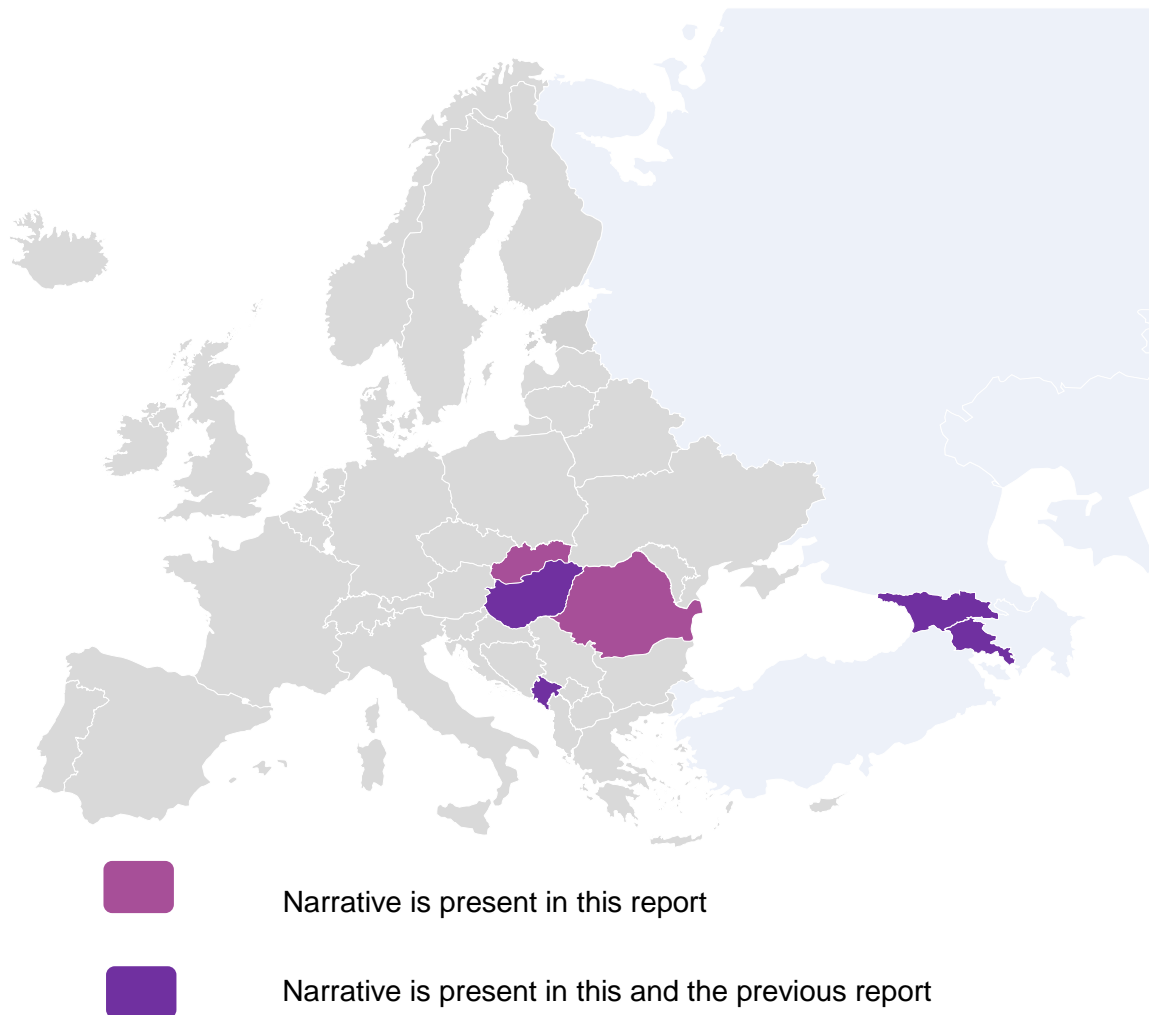 Narrative is present in this report
Narrative is present in this and the previous report